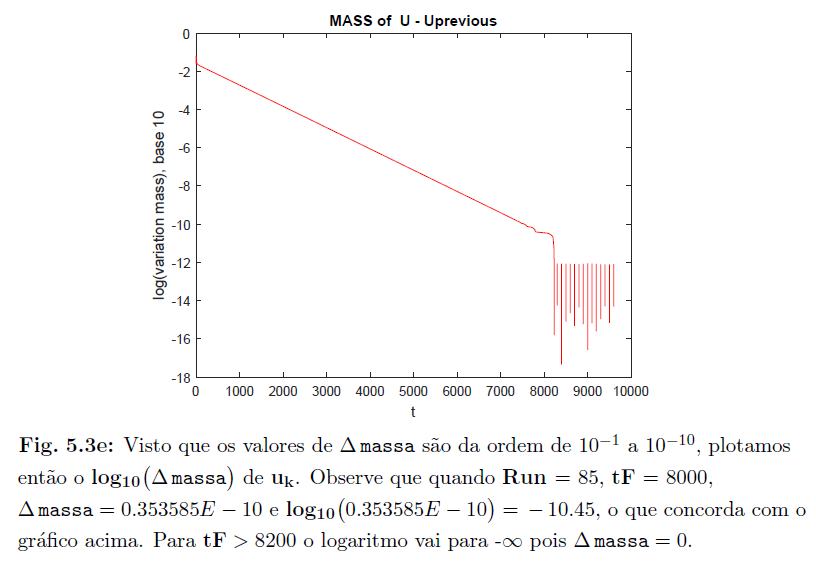 MASS of U - Uprevious
0
-2
-4
-6
-8
-10
-12
-14
-16
-18
log(variation mass), base 10
0 1000 2000 3000 4000 5000 6000 7000 8000 9000 10000
t
Fig. 5.3e: Visto que os valores de Δ massa são da ordem de 10⁻¹ a 10⁻¹⁰, plotamos
então o log₁₀(Δ massa) de uₖ. Observe que quando Run = 85, tF = 8000,
Δ massa = 0.353585E − 10 e log₁₀(0.353585E − 10) = − 10.45, o que concorda com o
gráfico acima. Para tF > 8200 o logaritmo vai para -∞ pois Δ massa = 0.